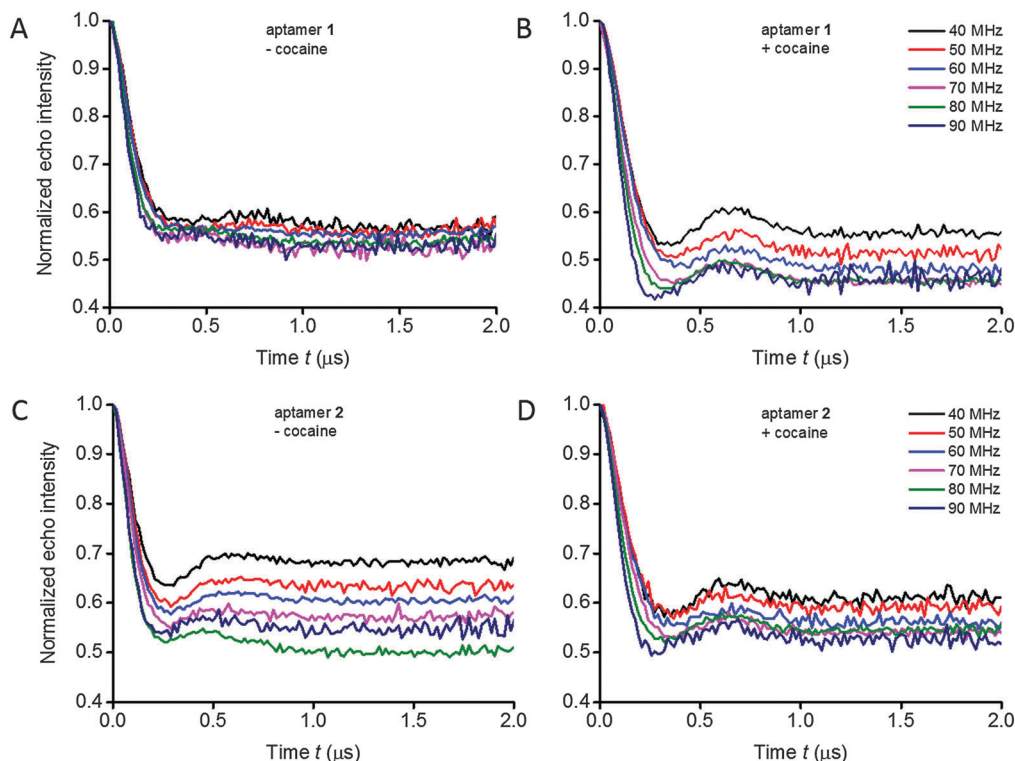 A
aptamer 1
- cocaine
Normalized echo intensity
1.0
0.9
0.8
0.7
0.6
0.5
0.4
0.0 0.5 1.0 1.5 2.0
Time t (μs)
B
aptamer 1
+ cocaine
40 MHz
50 MHz
60 MHz
70 MHz
80 MHz
90 MHz
1.0
0.9
0.8
0.7
0.6
0.5
0.4
0.0 0.5 1.0 1.5 2.0
Time t (μs)
C
aptamer 2
- cocaine
Normalized echo intensity
1.0
0.9
0.8
0.7
0.6
0.5
0.4
0.0 0.5 1.0 1.5 2.0
Time t (μs)
D
aptamer 2
+ cocaine
40 MHz
50 MHz
60 MHz
70 MHz
80 MHz
90 MHz
1.0
0.9
0.8
0.7
0.6
0.5
0.4
0.0 0.5 1.0 1.5 2.0
Time t (μs)